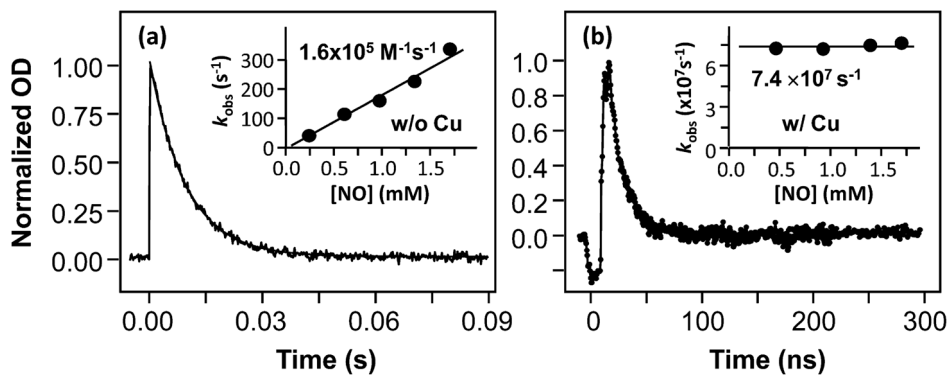 (a)
1.6x10⁵ M⁻¹s⁻¹
w/o Cu
k_obs (s⁻¹)
300
200
100
0
0.0 0.5 1.0 1.5
[NO] (mM)
Normalized OD
1.00
0.75
0.50
0.25
0.00
0.00 0.03 0.06 0.09
Time (s)
(b)
7.4 ×10⁷ s⁻¹
w/ Cu
k_obs (x10⁷s⁻¹)
6
3
0
0.0 0.5 1.0 1.5
[NO] (mM)
1.0
0.8
0.6
0.4
0.2
0.0
0 100 200 300
Time (ns)